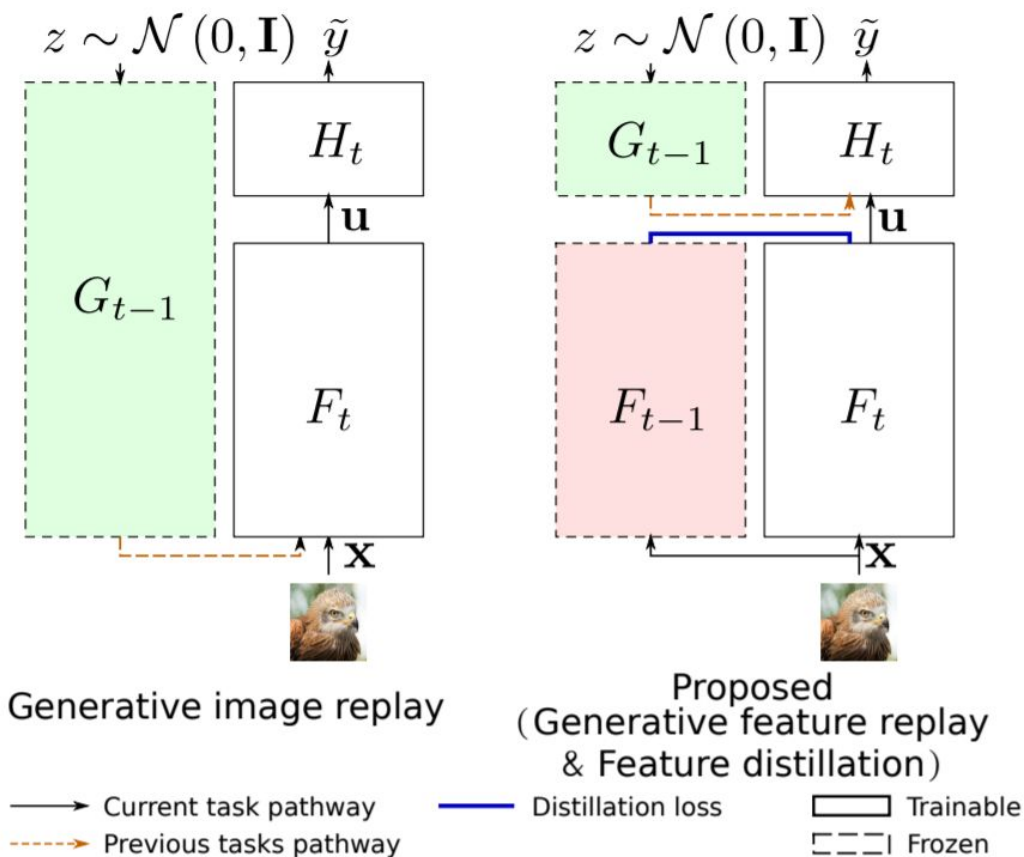 z ∼ 𝒩 (0, 𝐈) ỹ
z ∼ 𝒩 (0, 𝐈) ỹ
H_t
G_{t−1}
H_t
𝐮
𝐮
G_{t−1}
F_t
F_{t−1}
F_t
𝐱
𝐱
Generative image replay
Proposed
(Generative feature replay
& Feature distillation)
Current task pathway
Distillation loss
Trainable
Previous tasks pathway
Frozen